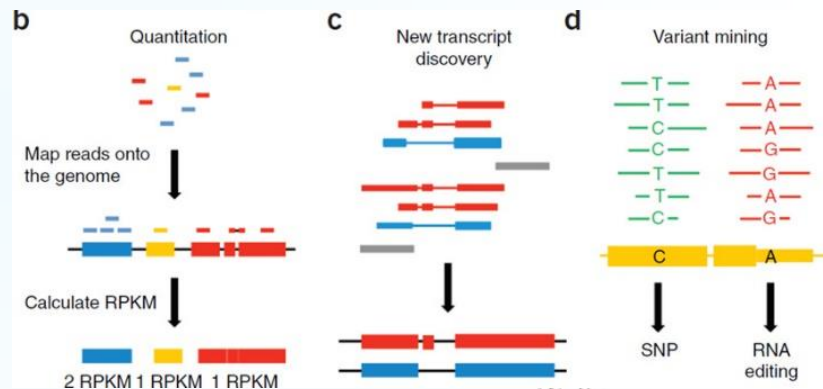 b
Quantitation
Map reads onto
the genome
Calculate RPKM
2 RPKM 1 RPKM 1 RPKM
c
New transcript
discovery
d
Variant mining
T A
T A
C A
C G
T G
T A
C G
C A
SNP
RNA
editing